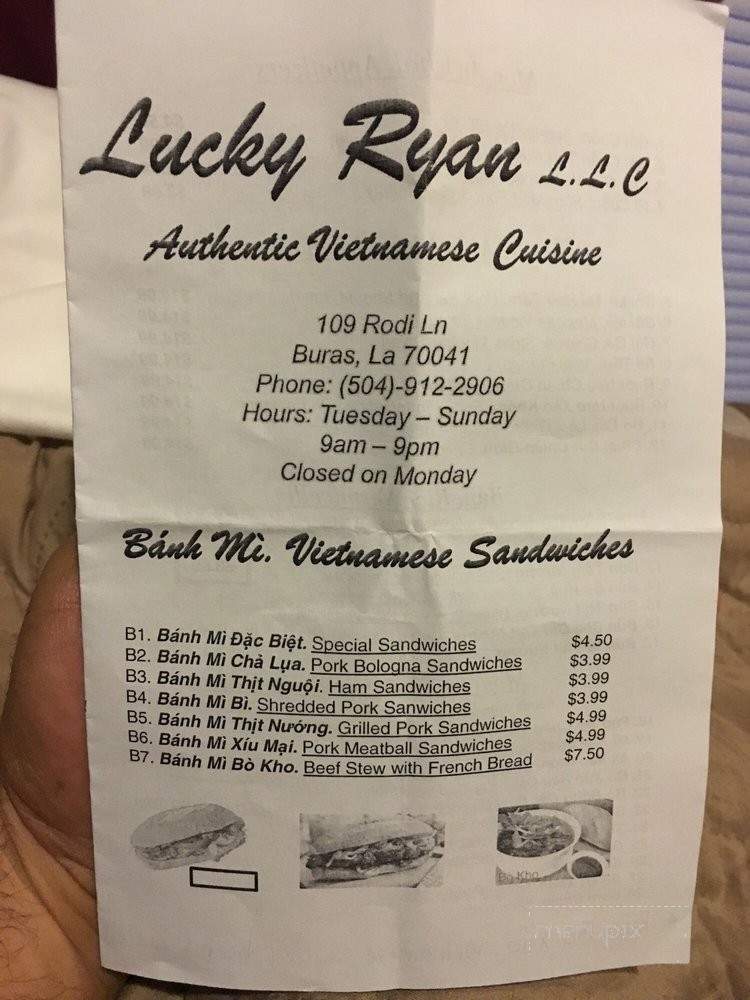 Lucky Ryan L.L.C
Authentic Vietnamese Cuisine
109 Rodi Ln
Buras, La 70041
Phone: (504)-912-2906
Hours: Tuesday – Sunday
9am – 9pm
Closed on Monday
Bánh Mì. Vietnamese Sandwiches
B1. Bánh Mì Đặc Biệt. Special Sandwiches $4.50
B2. Bánh Mì Chả Lụa. Pork Bologna Sandwiches $3.99
B3. Bánh Mì Thịt Nguội. Ham Sandwiches $3.99
B4. Bánh Mì Bì. Shredded Pork Sanwiches $3.99
B5. Bánh Mì Thịt Nướng. Grilled Pork Sandwiches $4.99
B6. Bánh Mì Xíu Mại. Pork Meatball Sandwiches $4.99
B7. Bánh Mì Bò Kho. Beef Stew with French Bread $7.50
Bò Kho